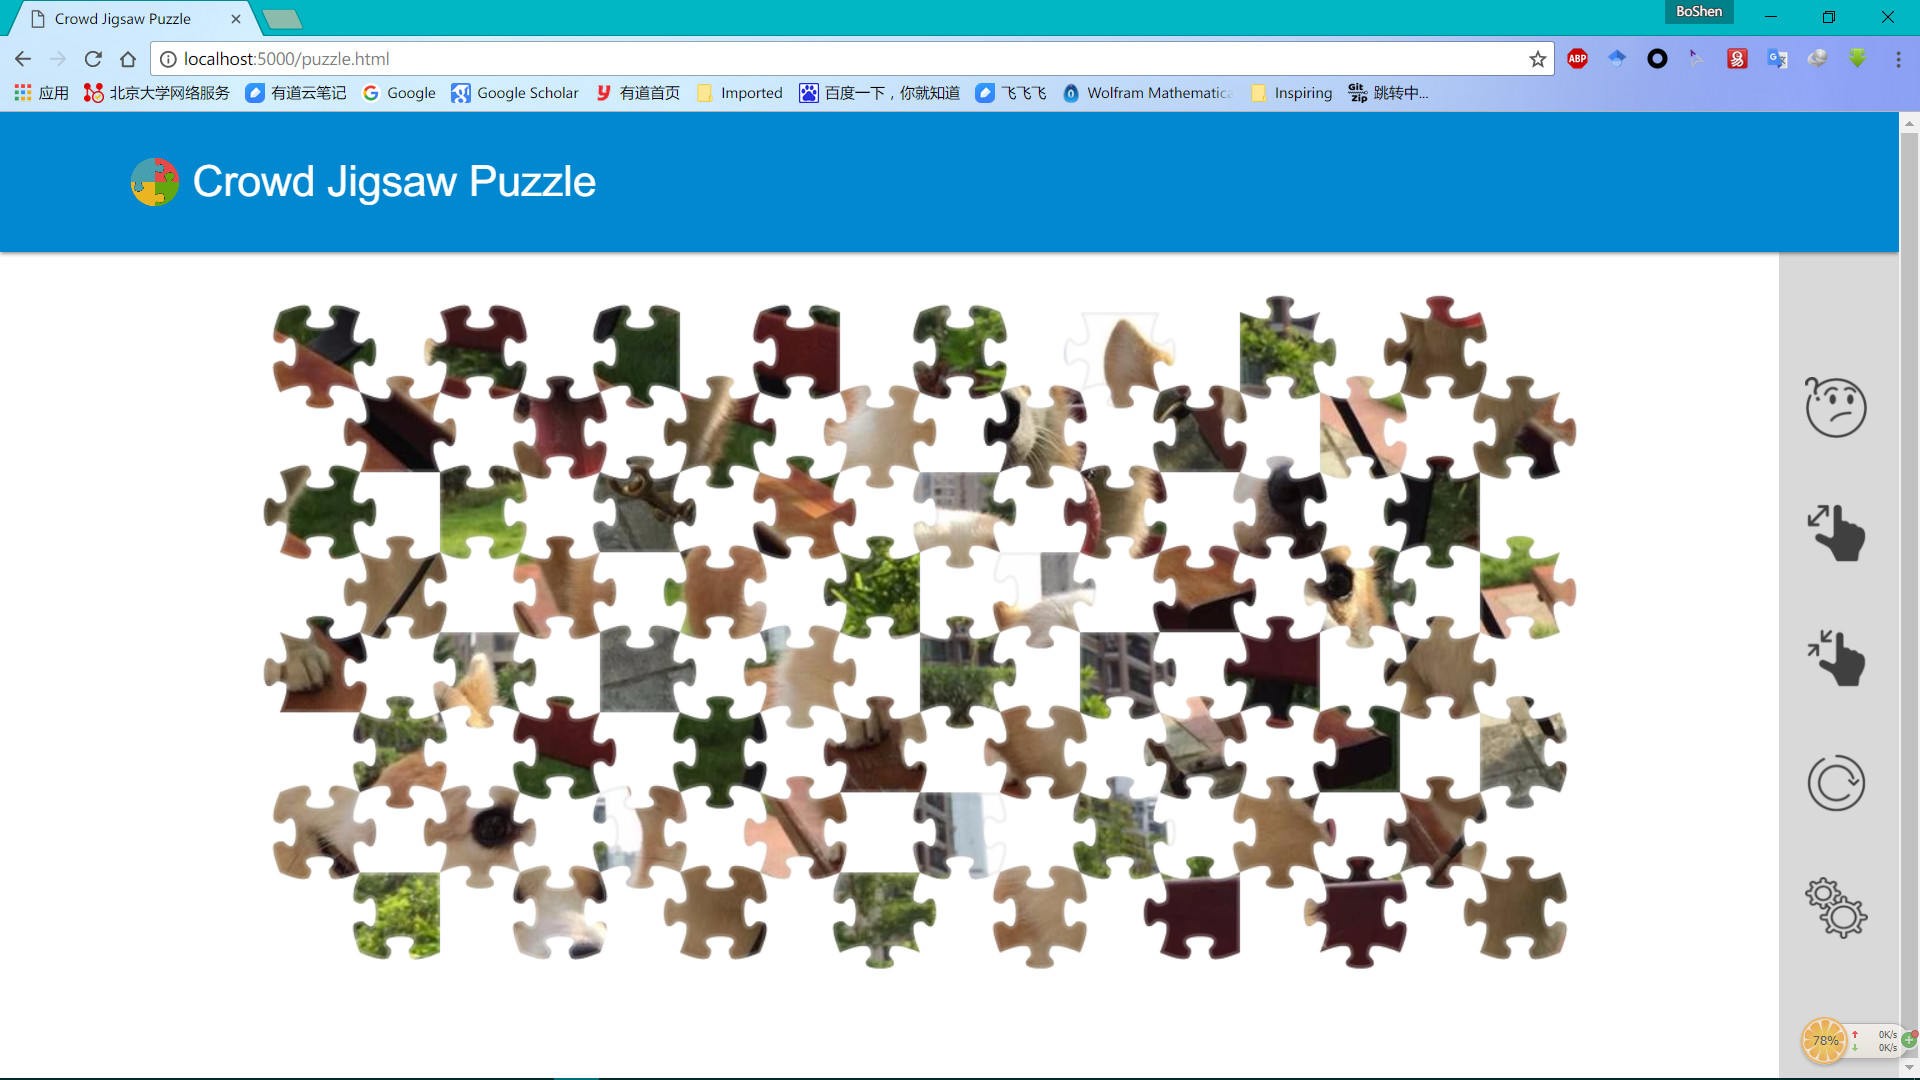 Crowd Jigsaw Puzzle
BoShen
localhost:5000/puzzle.html
ABP
应用
北京大学网络服务
有道云笔记
Google
Google Scholar
有道首页
Imported
百度一下，你就知道
飞飞飞
Wolfram Mathematica
Inspiring
Git zip
跳转中...
Crowd Jigsaw Puzzle
78%
0K/s
0K/s